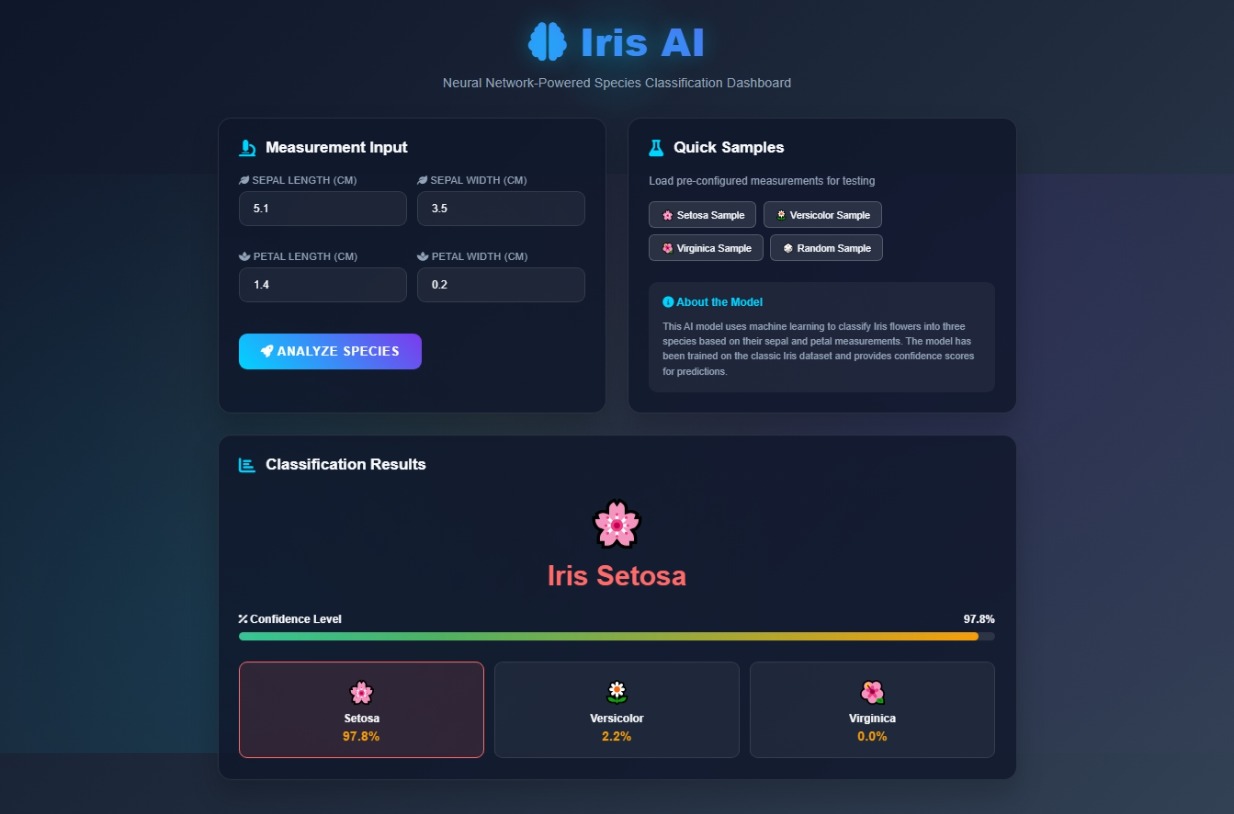 Iris AI
Neural Network-Powered Species Classification Dashboard
Measurement Input
SEPAL LENGTH (CM)
5.1
SEPAL WIDTH (CM)
3.5
PETAL LENGTH (CM)
1.4
PETAL WIDTH (CM)
0.2
ANALYZE SPECIES
Quick Samples
Load pre-configured measurements for testing
Setosa Sample
Versicolor Sample
Virginica Sample
Random Sample
About the Model
This AI model uses machine learning to classify Iris flowers into three
species based on their sepal and petal measurements. The model has
been trained on the classic Iris dataset and provides confidence scores
for predictions.
Classification Results
Iris Setosa
Confidence Level
97.8%
Setosa
97.8%
Versicolor
2.2%
Virginica
0.0%